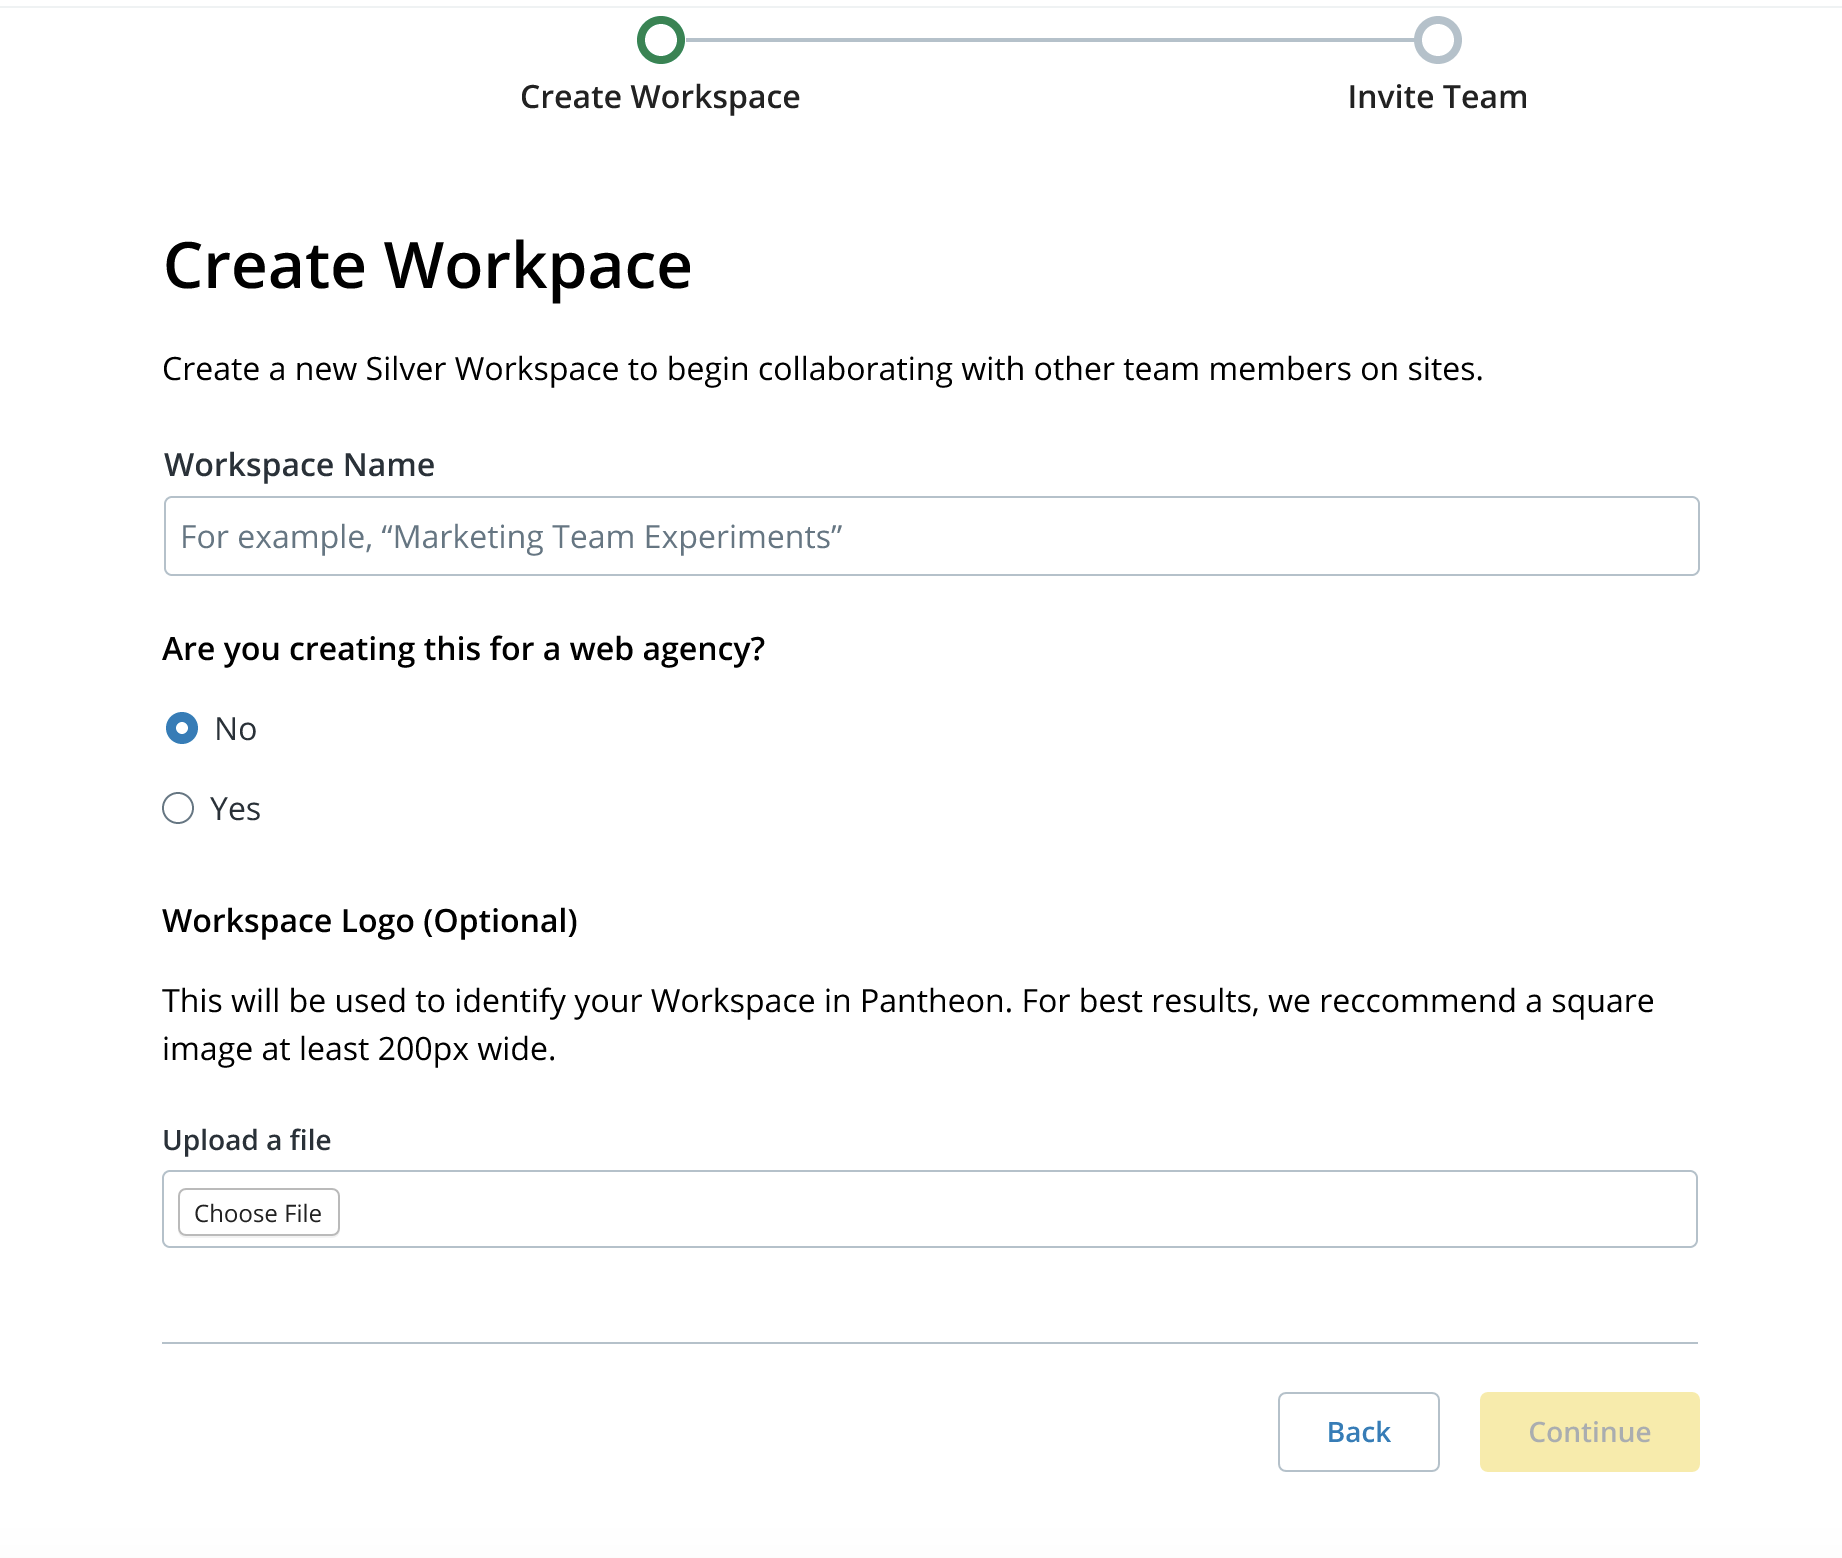 Create Workspace
Invite Team
Create Workpace
Create a new Silver Workspace to begin collaborating with other team members on sites.
Workspace Name
For example, “Marketing Team Experiments”
Are you creating this for a web agency?
No
Yes
Workspace Logo (Optional)
This will be used to identify your Workspace in Pantheon. For best results, we reccommend a square
image at least 200px wide.
Upload a file
Choose File
Back
Continue